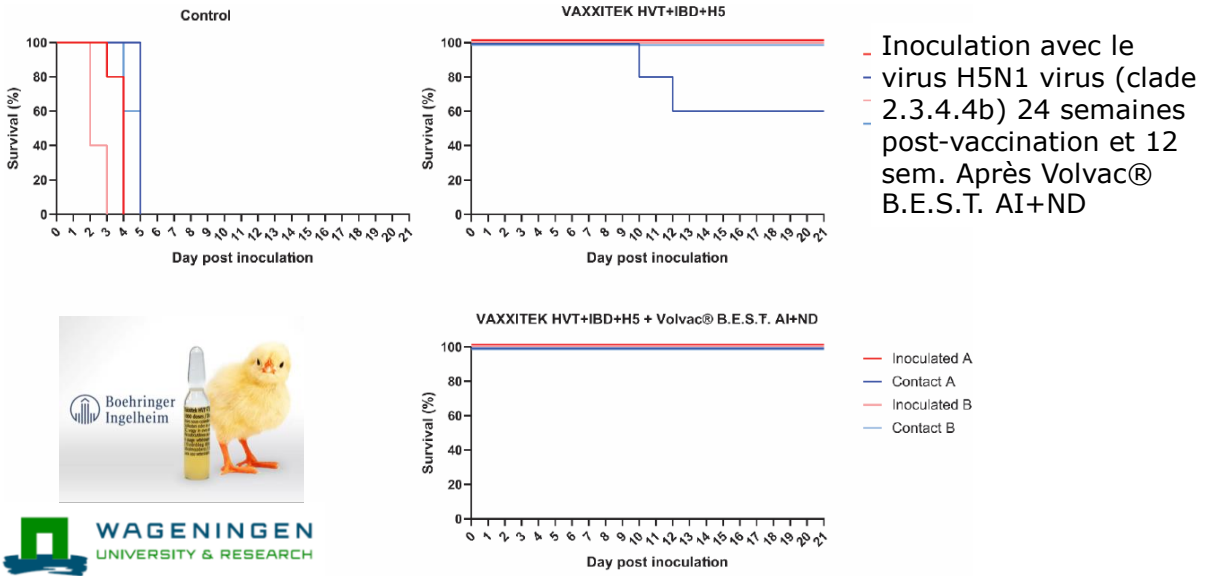 Control
100
80
60
40
20
0
Survival (%)
0 1 2 3 4 5 6 7 8 9 10 11 12 13 14 15 16 17 18 19 20 21
Day post inoculation
VAXXITEK HVT+IBD+H5
100
80
60
40
20
0
Survival (%)
0 1 2 3 4 5 6 7 8 9 10 11 12 13 14 15 16 17 18 19 20 21
Day post inoculation
Inoculation avec le
virus H5N1 virus (clade
2.3.4.4b) 24 semaines
post-vaccination et 12
sem. Après Volvac®
B.E.S.T. AI+ND
Boehringer
Ingelheim
WAGENINGEN
UNIVERSITY & RESEARCH
VAXXITEK HVT+IBD+H5 + Volvac® B.E.S.T. AI+ND
100
80
60
40
20
0
Survival (%)
0 1 2 3 4 5 6 7 8 9 10 11 12 13 14 15 16 17 18 19 20 21
Day post inoculation
Inoculated A
Contact A
Inoculated B
Contact B